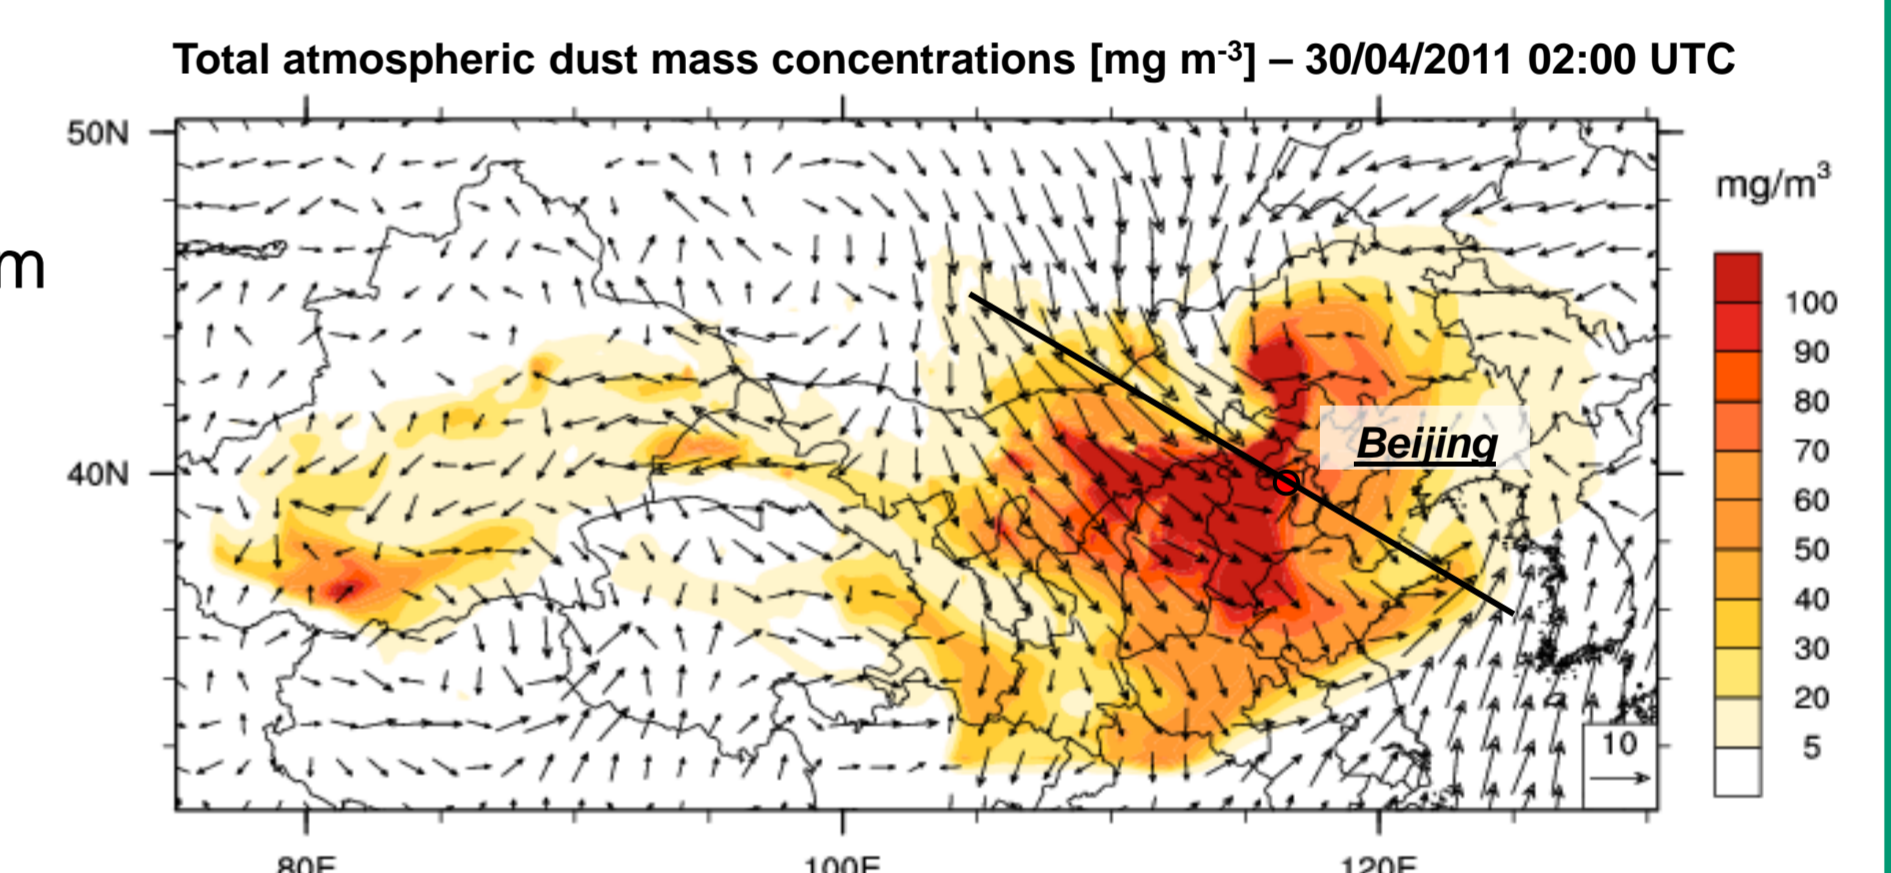 Total atmospheric dust mass concentrations [mg m-3] – 30/04/2011 02:00 UTC
50N
mg/m3
m
100
90
Beijing
80
70
40N
60
50
40
30
20
10
5
80E
100E
120E